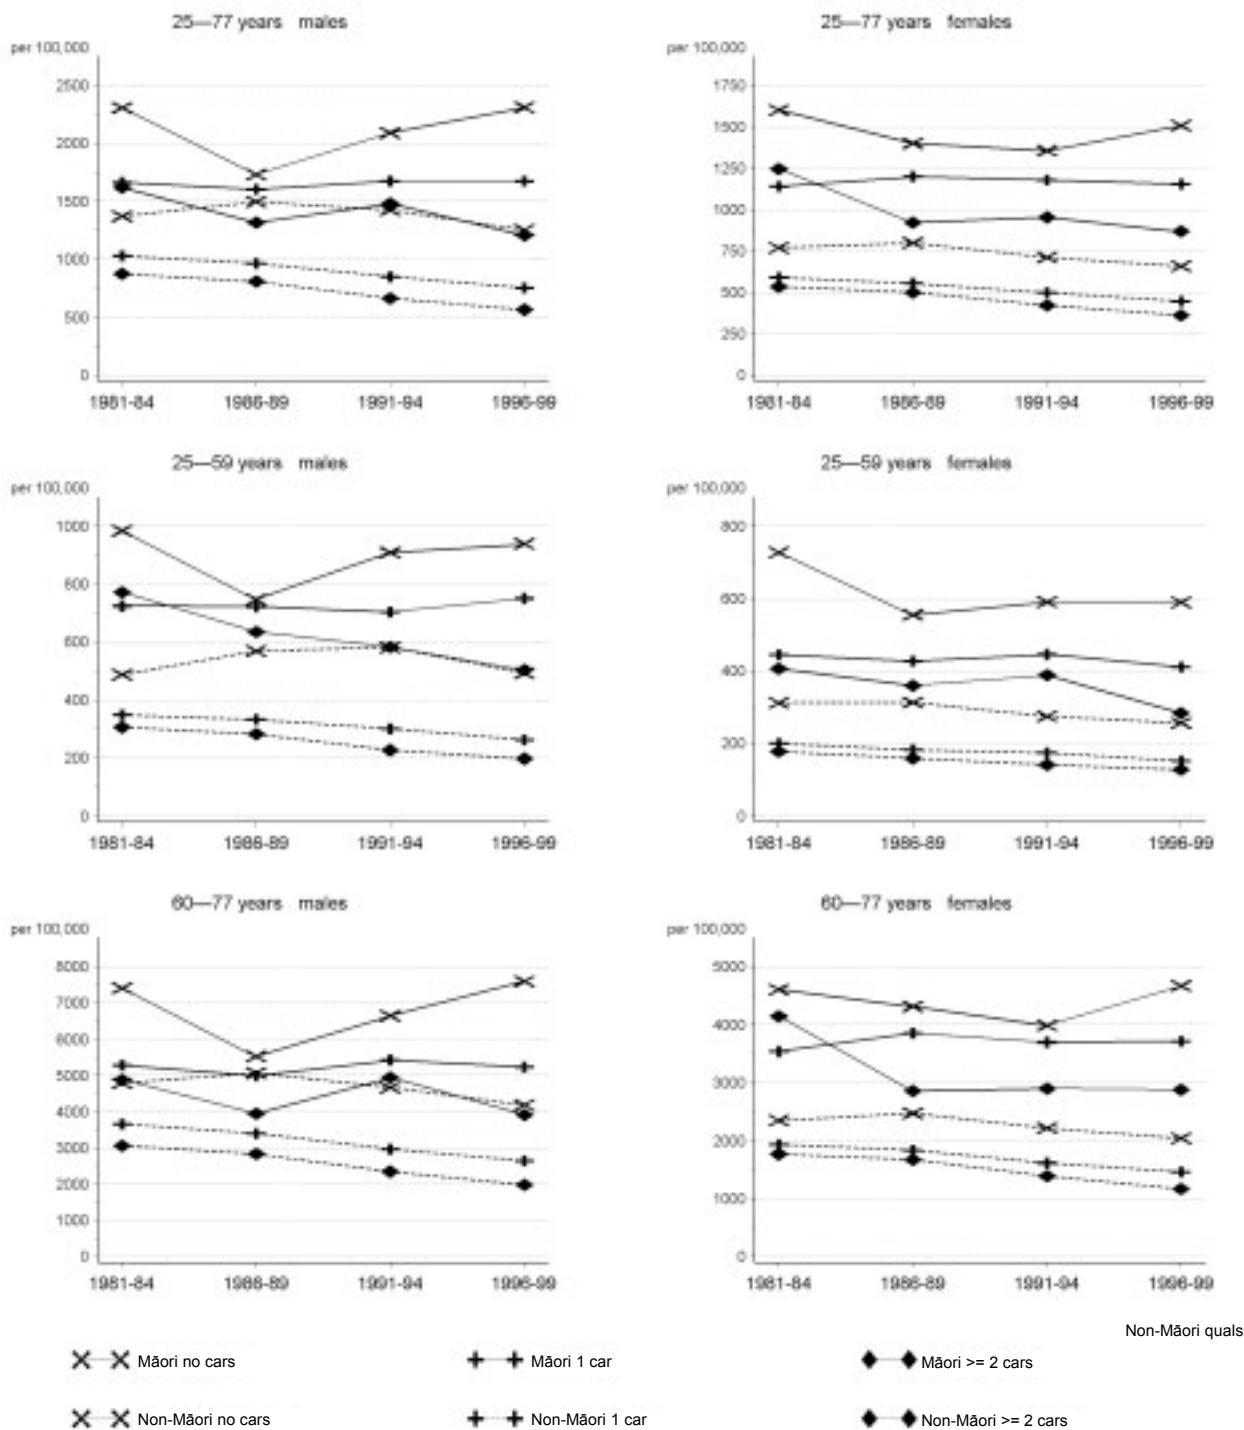 25—77 years males
25—77 years females
per 100,000
per 100,000
2500
2000
1500
1000
500
0
1981-84 1986-89 1991-94 1996-99
1750
1500
1250
1000
750
500
250
0
1981-84 1986-89 1991-94 1996-99
25—59 years males
25—59 years females
per 100,000
per 100,000
1000
800
600
400
200
0
1981-84 1986-89 1991-94 1996-99
800
600
400
200
0
1981-84 1986-89 1991-94 1996-99
60—77 years males
60—77 years females
per 100,000
per 100,000
8000
7000
6000
5000
4000
3000
2000
1000
0
1981-84 1986-89 1991-94 1996-99
5000
4000
3000
2000
1000
0
1981-84 1986-89 1991-94 1996-99
Non-Māori quals
Māori no cars
Māori 1 car
Māori >= 2 cars
Non-Māori no cars
Non-Māori 1 car
Non-Māori >= 2 cars